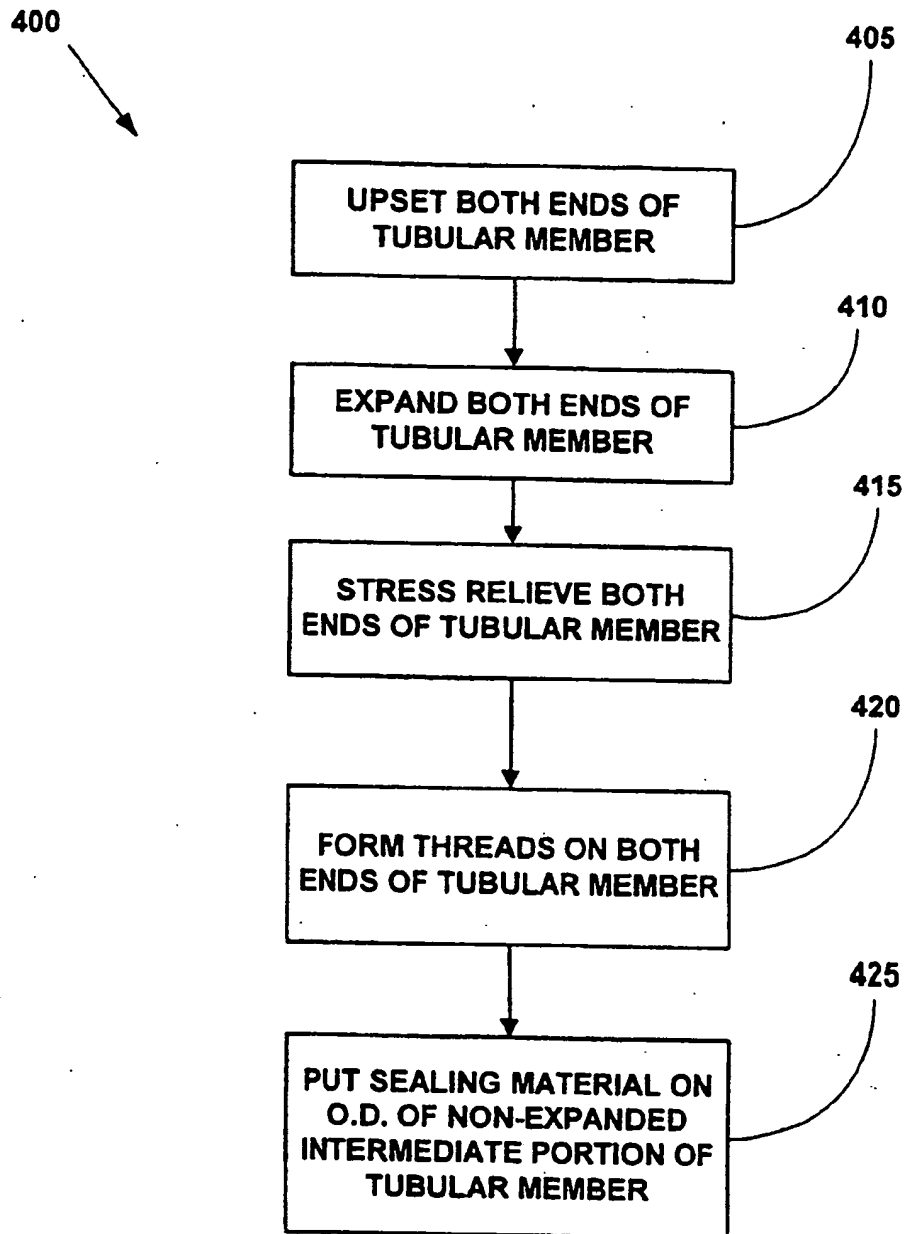 400
405
UPSET BOTH ENDS OF
TUBULAR MEMBER
410
EXPAND BOTH ENDS OF
TUBULAR MEMBER
415
STRESS RELIEVE BOTH
ENDS OF TUBULAR MEMBER
420
FORM THREADS ON BOTH
ENDS OF TUBULAR MEMBER
425
PUT SEALING MATERIAL ON
O.D. OF NON-EXPANDED
INTERMEDIATE PORTION OF
TUBULAR MEMBER